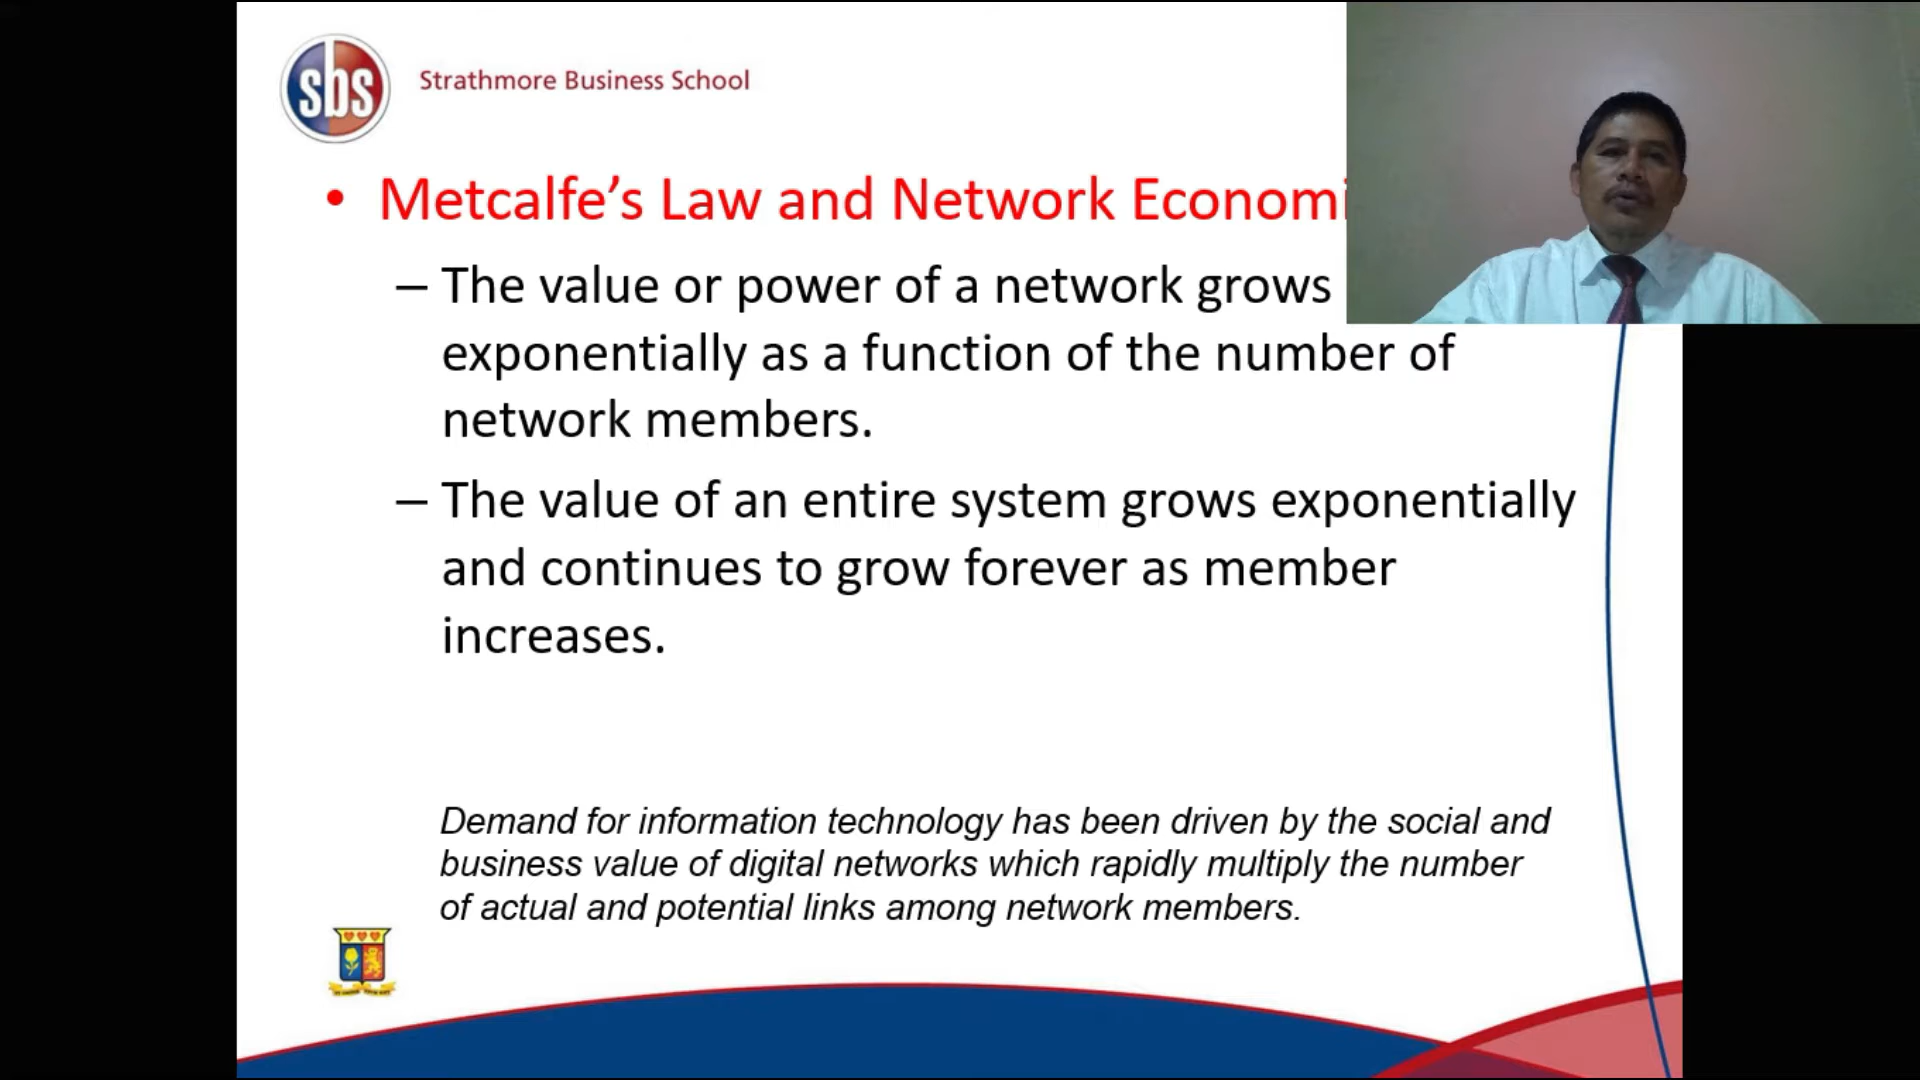 sbs
Strathmore Business School
• Metcalfe’s Law and Network Economi
– The value or power of a network grows
exponentially as a function of the number of
network members.
– The value of an entire system grows exponentially
and continues to grow forever as member
increases.
Demand for information technology has been driven by the social and
business value of digital networks which rapidly multiply the number
of actual and potential links among network members.